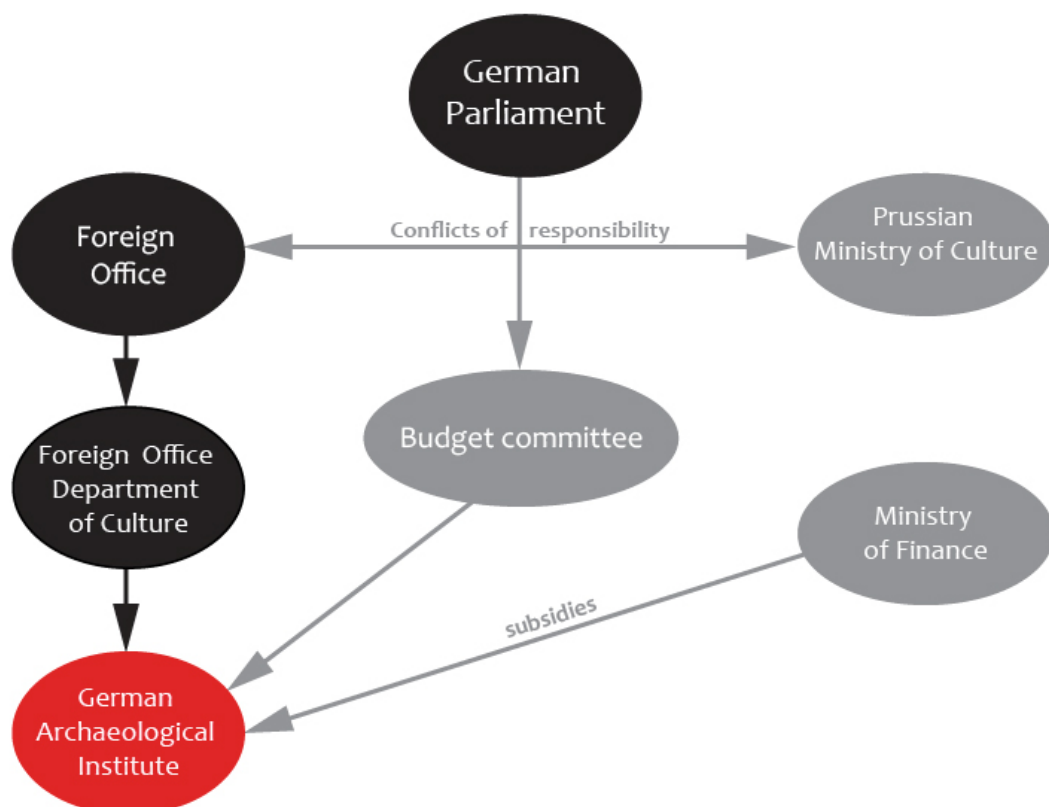 German
Parliament
Foreign
Office
Conflicts of responsibility
Prussian
Ministry of Culture
Foreign Office
Department
of Culture
Budget committee
Ministry
of Finance
subsidies
German
Archaeological
Institute